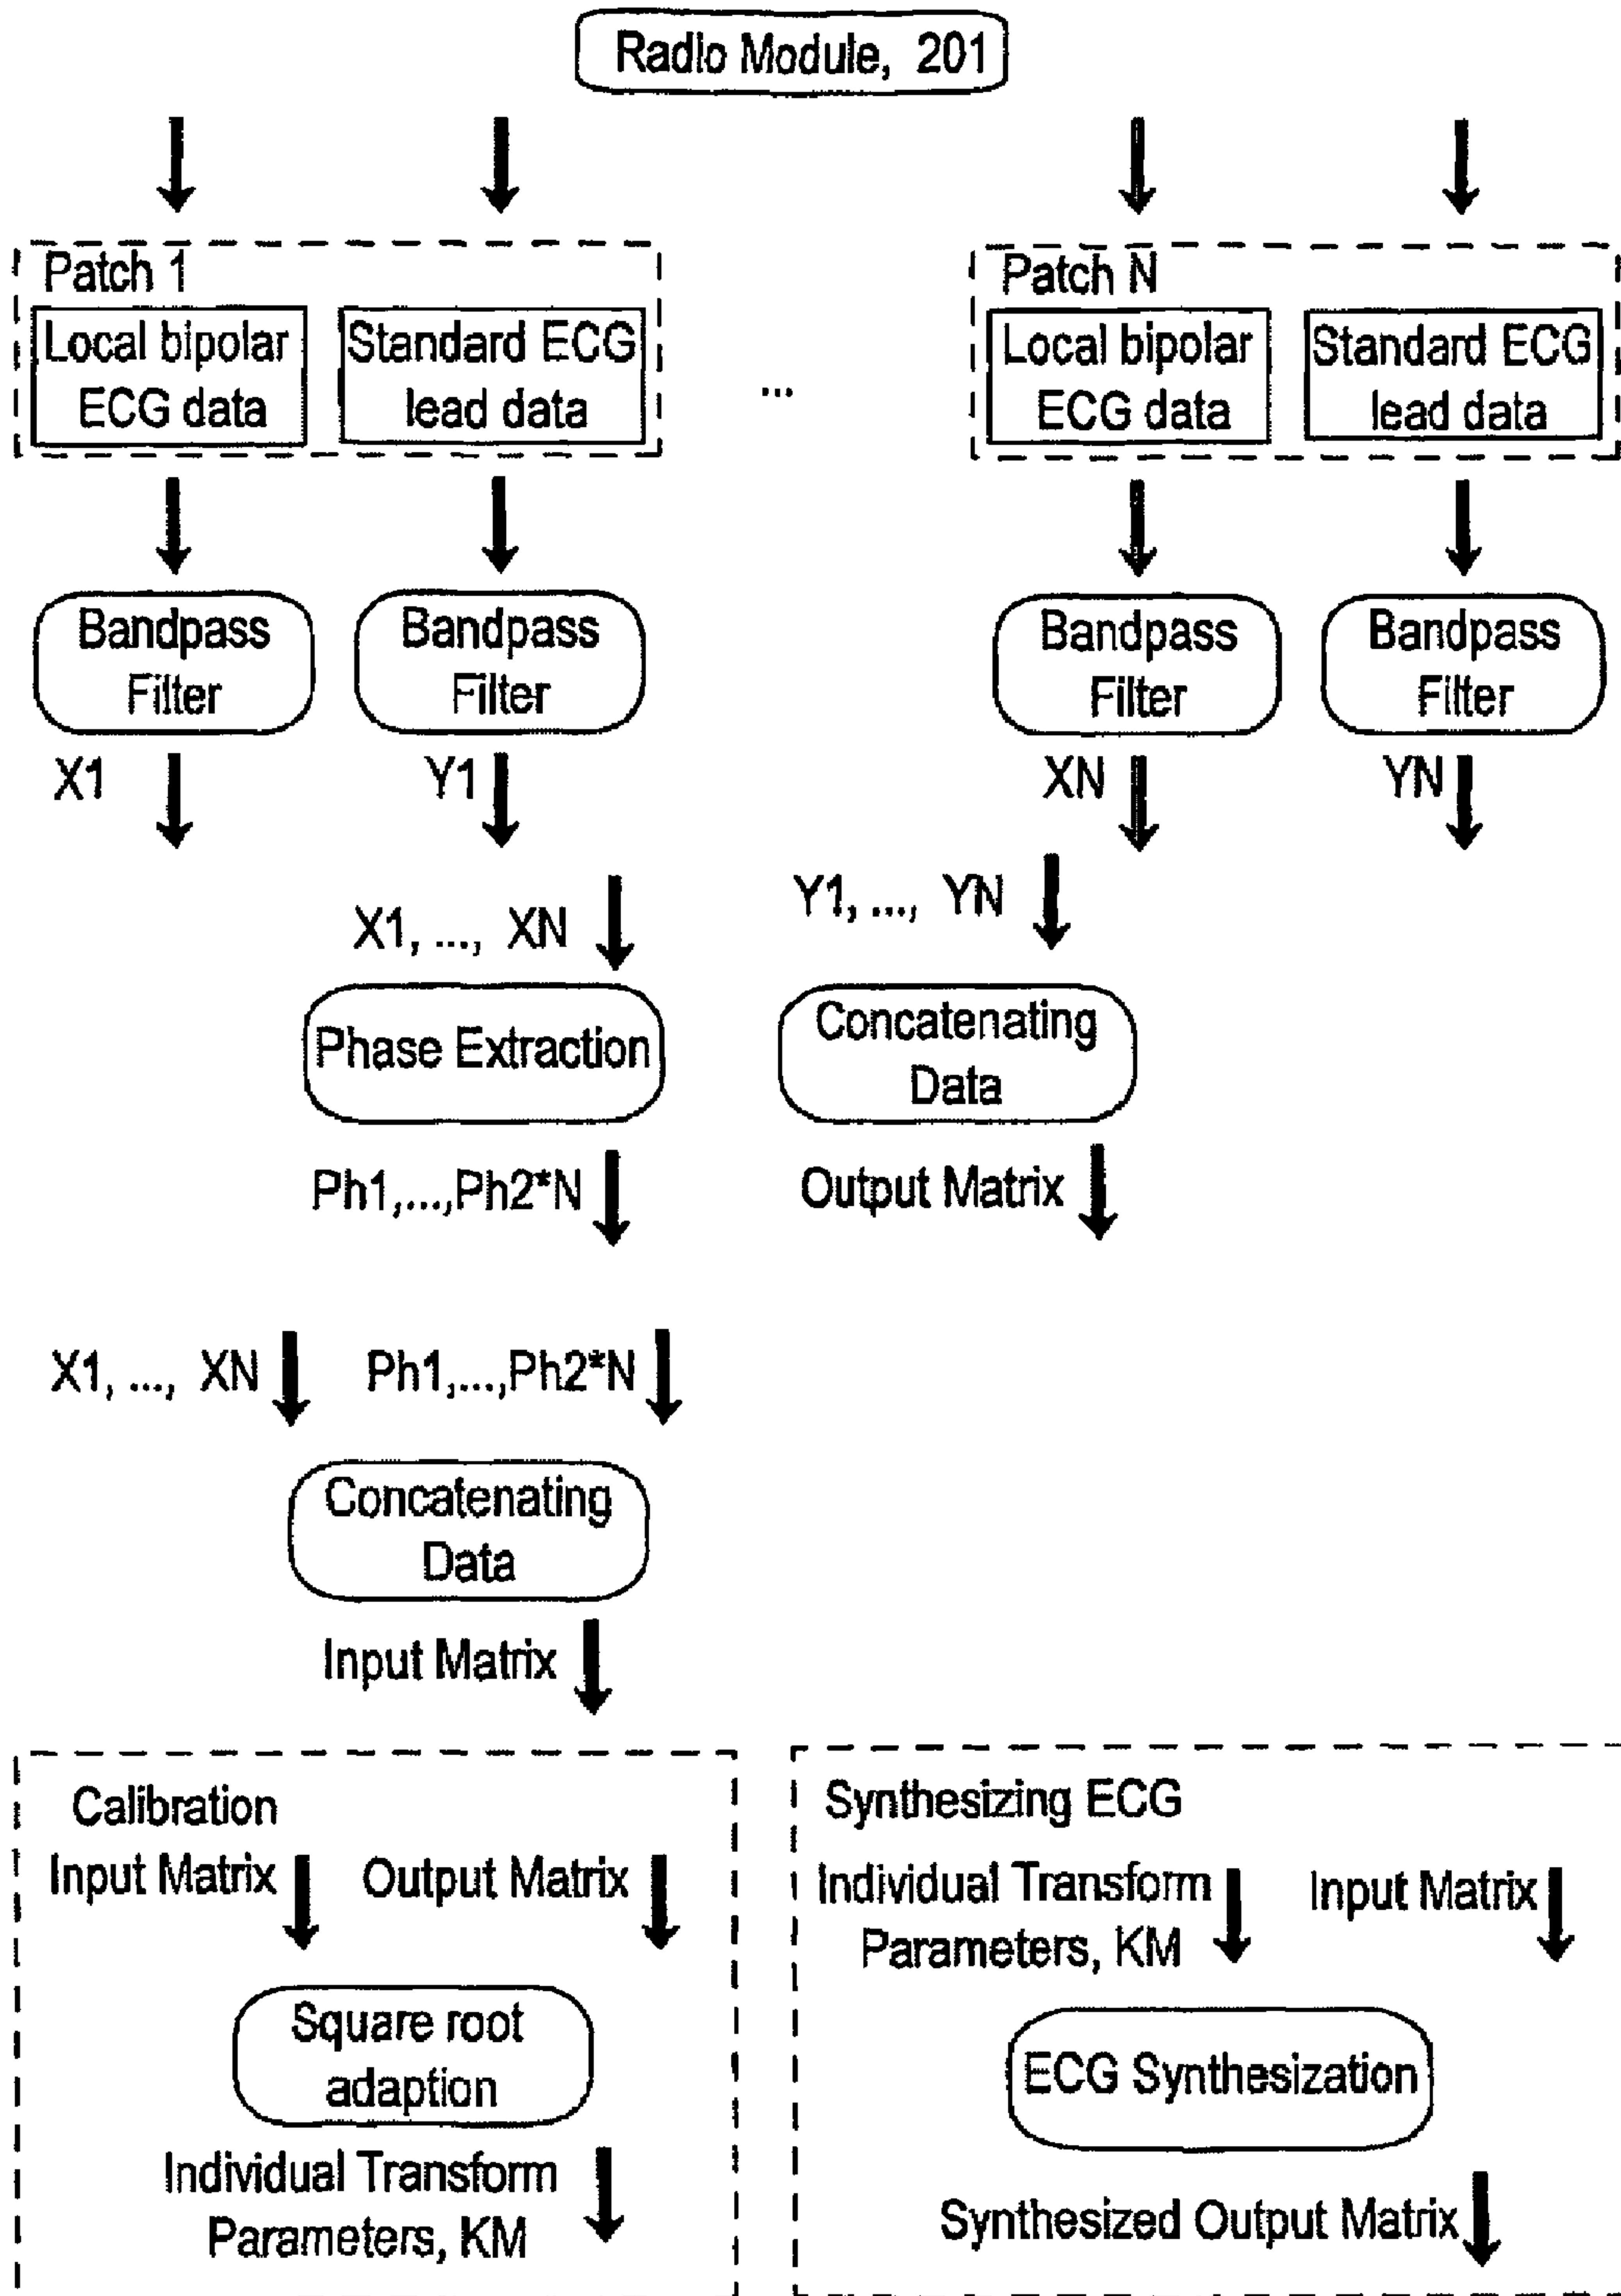 Radio Module, 201
Patch 1
Local bipolar
ECG data
Standard ECG
lead data
...
Patch N
Local bipolar
ECG data
Standard ECG
lead data
Bandpass
Filter
Bandpass
Filter
Bandpass
Filter
Bandpass
Filter
X1
Y1
XN
YN
X1, ..., XN
Y1, ..., YN
Phase Extraction
Concatenating
Data
Ph1,...,Ph2*N
Output Matrix
X1, ..., XN
Ph1,...,Ph2*N
Concatenating
Data
Input Matrix
Calibration
Input Matrix
Output Matrix
Square root
adaption
Individual Transform
Parameters, KM
Synthesizing ECG
Individual Transform
Parameters, KM
Input Matrix
ECG Synthesization
Synthesized Output Matrix